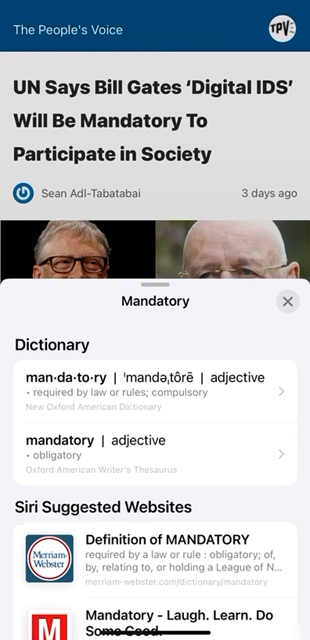 The People's Voice
TPV
UN Says Bill Gates ‘Digital IDS’
Will Be Mandatory To
Participate in Society
Sean Adl-Tabatabai
3 days ago
Mandatory
Dictionary
man·da·to·ry | ˈmandəˌtôrē | adjective
• required by law or rules; compulsory
New Oxford American Dictionary
mandatory | adjective
• obligatory
Oxford American Writer's Thesaurus
Siri Suggested Websites
Merriam-
Webster
Definition of MANDATORY
required by a law or rule : obligatory; of,
by, relating to, or holding a League of N...
merriam-webster.com/dictionary/mandatory
M
Mandatory - Laugh. Learn. Do
Some Good.